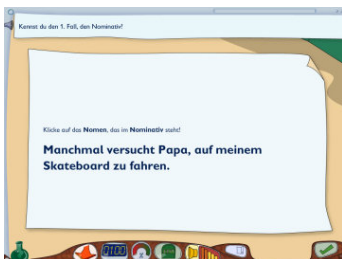 Kennst du den 1. Fall, den Nominativ?
Klicke auf das Nomen, das im Nominativ steht!
Manchmal versucht Papa, auf meinem
Skateboard zu fahren.